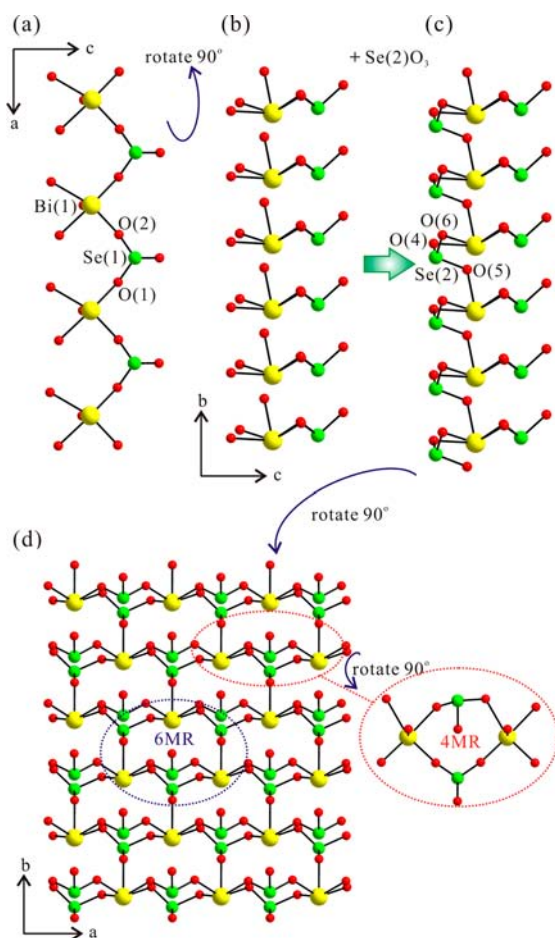 (a)
(b)
(c)
c
a
rotate 90°
+ Se(2)O₃
Bi(1)
O(2)
Se(1)
O(1)
O(6)
O(4)
Se(2)
O(5)
b
c
rotate 90°
(d)
rotate 90°
6MR
4MR
b
a